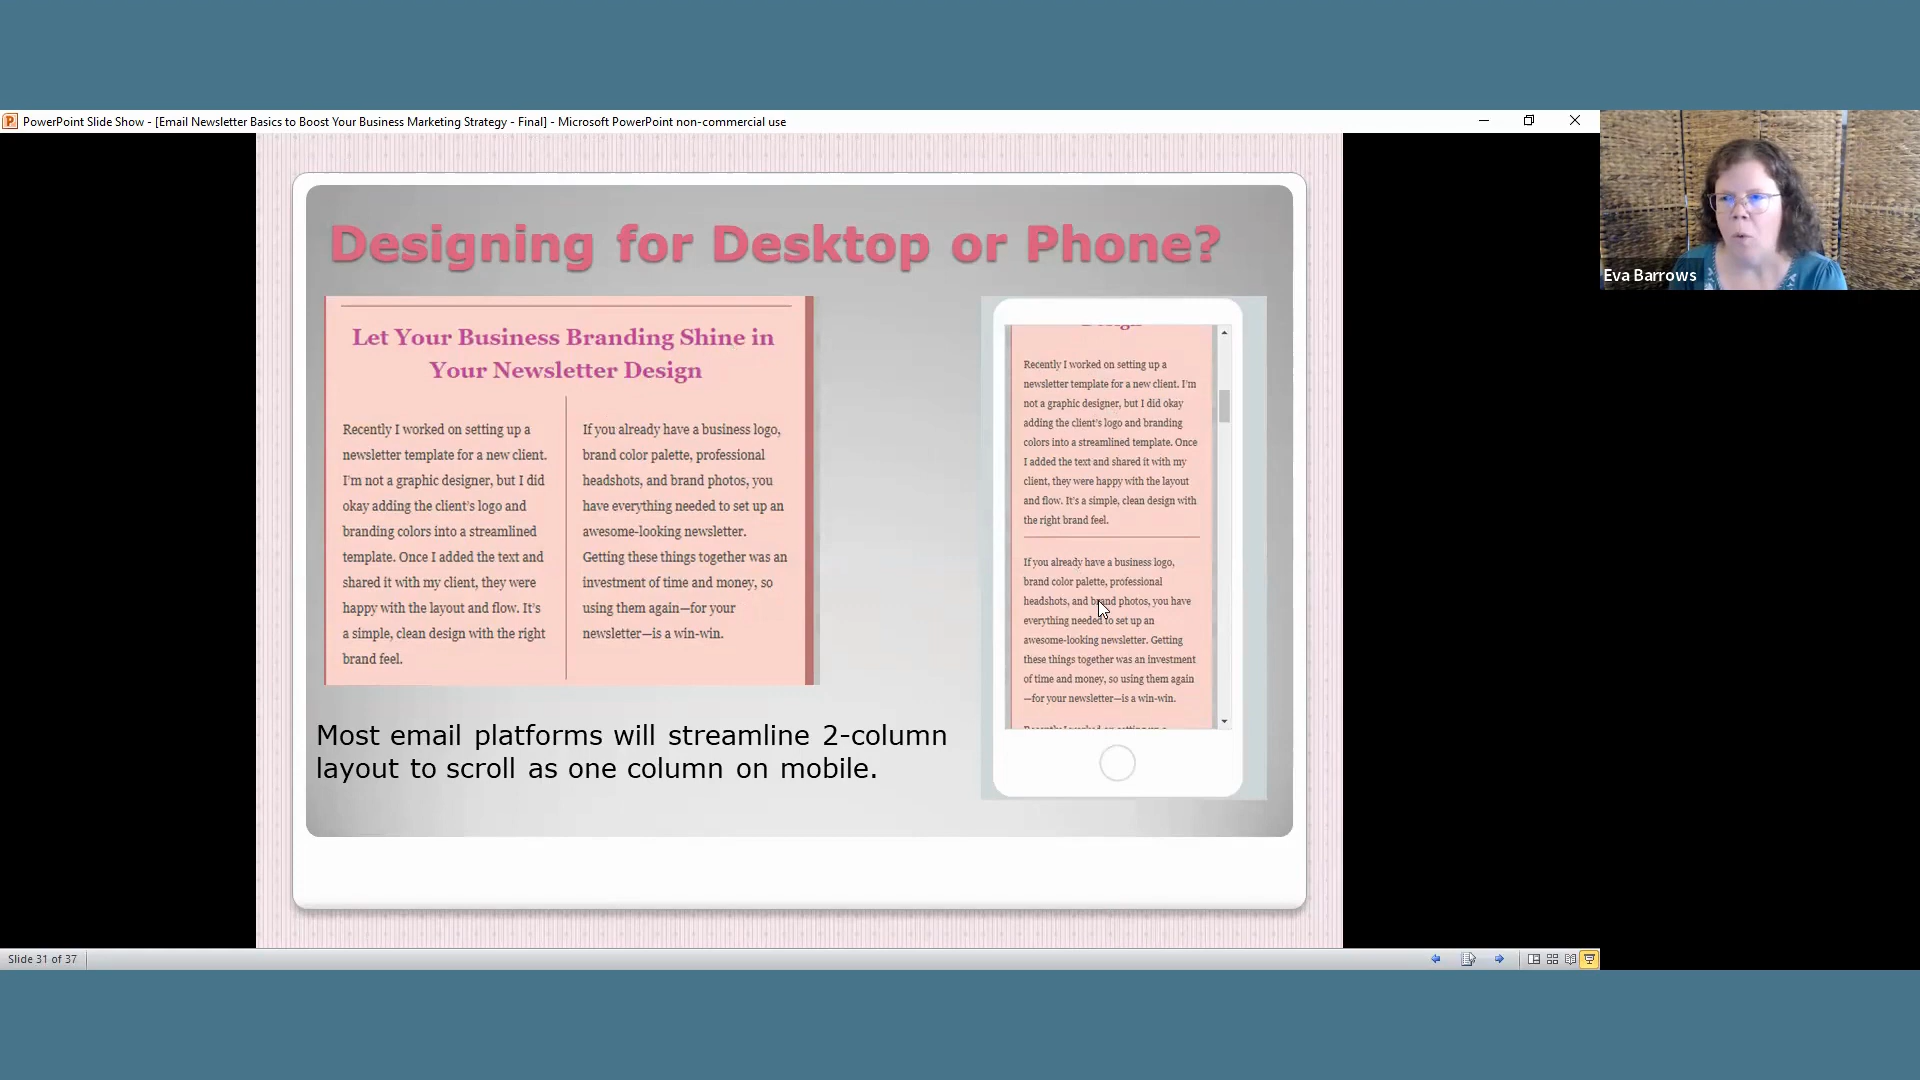 PowerPoint Slide Show - [Email Newsletter Basics to Boost Your Business Marketing Strategy - Final] - Microsoft PowerPoint non-commercial use
Eva Barrows
Designing for Desktop or Phone?
Let Your Business Branding Shine in
Your Newsletter Design
Recently I worked on setting up a
newsletter template for a new client.
I'm not a graphic designer, but I did
okay adding the client's logo and
branding colors into a streamlined
template. Once I added the text and
shared it with my client, they were
happy with the layout and flow. It's
a simple, clean design with the right
brand feel.
If you already have a business logo,
brand color palette, professional
headshots, and brand photos, you
have everything needed to set up an
awesome-looking newsletter.
Getting these things together was an
investment of time and money, so
using them again—for your
newsletter—is a win-win.
Design
Recently I worked on setting up a
newsletter template for a new client. I'm
not a graphic designer, but I did okay
adding the client's logo and branding
colors into a streamlined template. Once
I added the text and shared it with my
client, they were happy with the layout
and flow. It's a simple, clean design with
the right brand feel.
If you already have a business logo,
brand color palette, professional
headshots, and brand photos, you have
everything needed to set up an
awesome-looking newsletter. Getting
these things together was an investment
of time and money, so using them again
—for your newsletter—is a win-win.
Recently I worked on setting up a
Most email platforms will streamline 2-column
layout to scroll as one column on mobile.
Slide 31 of 37